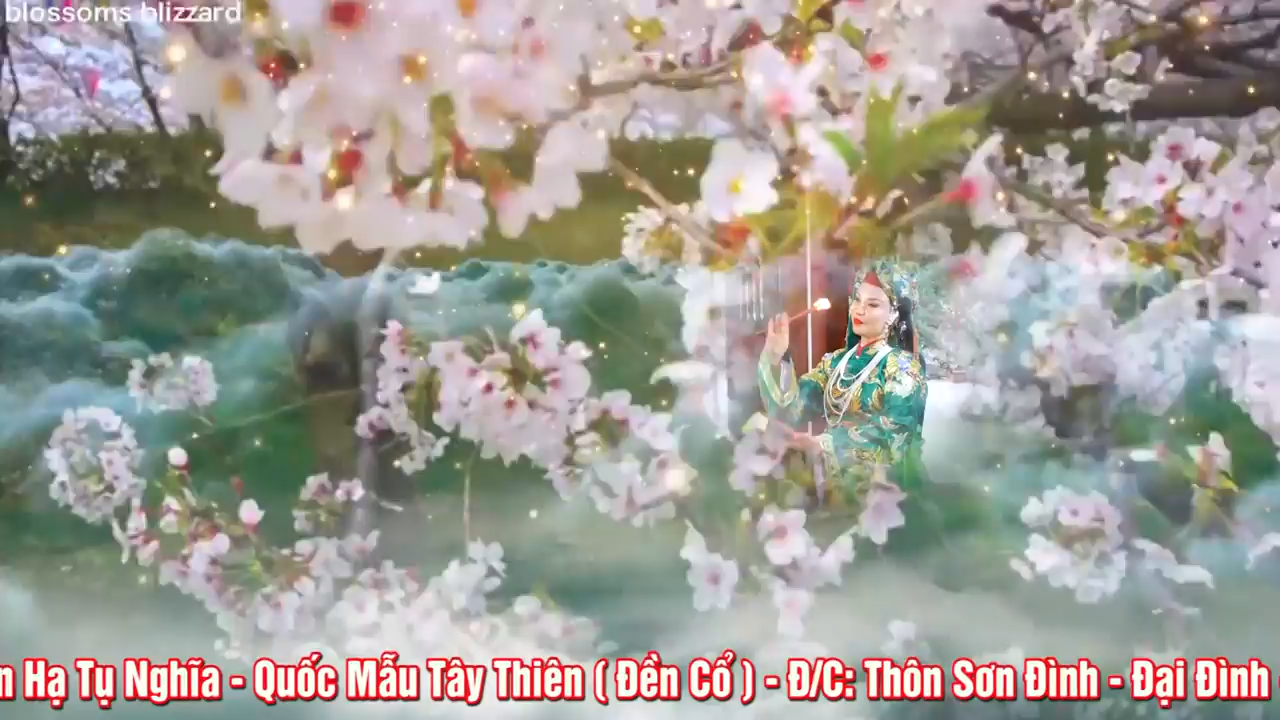 blossoms blizzard
n Hạ Tụ Nghĩa - Quốc Mẫu Tây Thiên ( Đền Cổ ) - Đ/C: Thôn Sơn Đình - Đại Đình